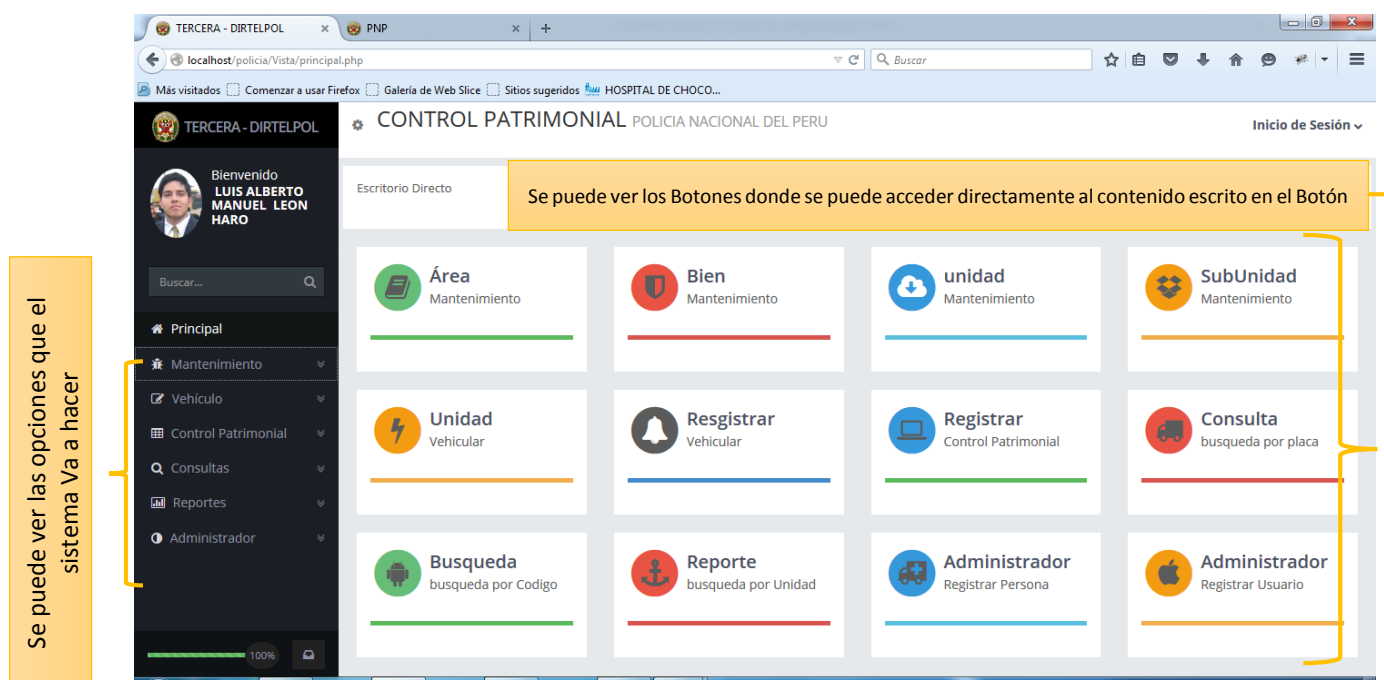 TERCERA - DIRTELPOL
PNP
localhost/policia/Vista/principal.php
Buscar
Más visitados
Comenzar a usar Firefox
Galería de Web Slice
Sitios sugeridos
HOSPITAL DE CHOCO...
TERCERA - DIRTELPOL
CONTROL PATRIMONIAL POLICIA NACIONAL DEL PERU
Inicio de Sesión
Bienvenido
LUIS ALBERTO
MANUEL LEON
HARO
Escritorio Directo
Se puede ver los Botones donde se puede acceder directamente al contenido escrito en el Botón
Se puede ver las opciones que el
sistema Va a hacer
Buscar...
Principal
Mantenimiento
Vehículo
Control Patrimonial
Consultas
Reportes
Administrador
100%
Área
Mantenimiento
Bien
Mantenimiento
unidad
Mantenimiento
SubUnidad
Mantenimiento
Unidad
Vehicular
Resgistrar
Vehicular
Registrar
Control Patrimonial
Consulta
busqueda por placa
Busqueda
busqueda por Codigo
Reporte
busqueda por Unidad
Administrador
Registrar Persona
Administrador
Registrar Usuario